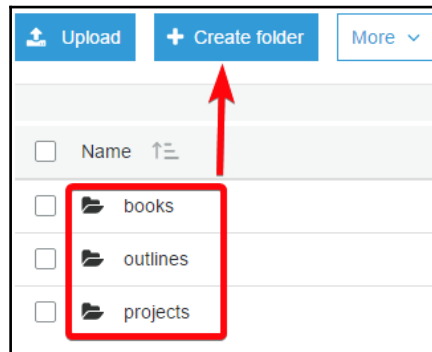 Upload + Create folder More
Name
books
outlines
projects